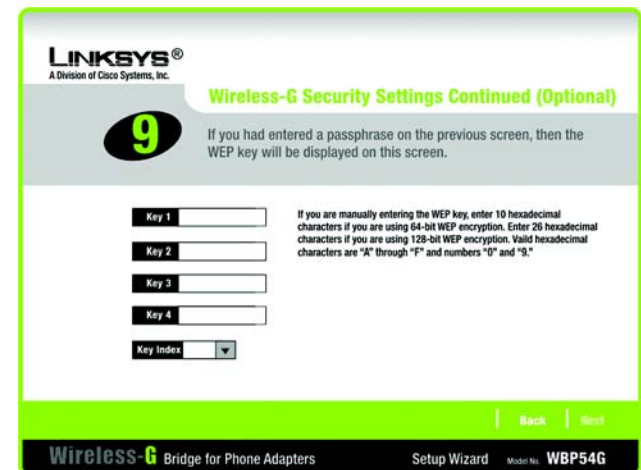 LINKSYS®
A Division of Cisco Systems, Inc.
Wireless-G Security Settings Continued (Optional)
9
If you had entered a passphrase on the previous screen, then the
WEP key will be displayed on this screen.
Key 1
Key 2
Key 3
Key 4
Key Index
If you are manually entering the WEP key, enter 10 hexadecimal
characters if you are using 64-bit WEP encryption. Enter 26 hexadecimal
characters if you are using 128-bit WEP encryption. Vaild hexadecimal
characters are “A” through “F” and numbers “0” and “9.”
Back
Next
Wireless-G Bridge for Phone Adapters
Setup Wizard
Model No. WBP54G